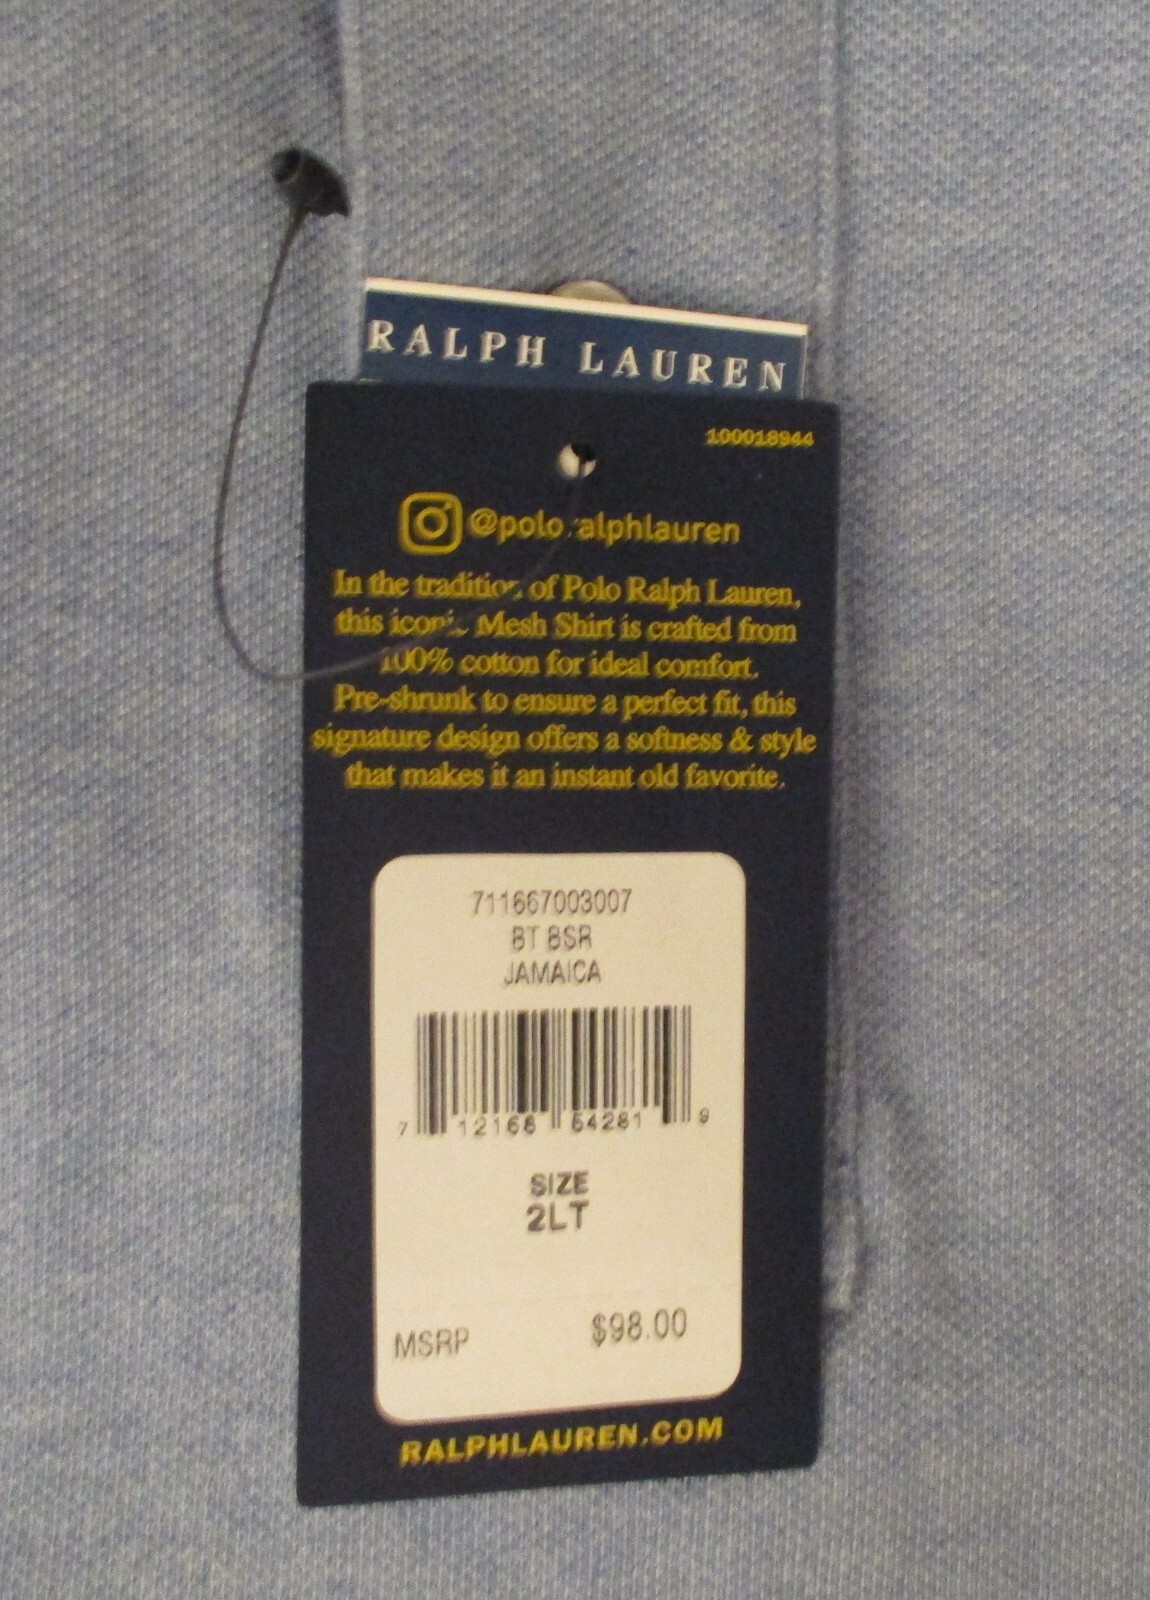 RALPH LAUREN
100018944
@poloralphlauren
In the tradition of Polo Ralph Lauren,
this iconic Mesh Shirt is crafted from
100% cotton for ideal comfort.
Pre-shrunk to ensure a perfect fit, this
signature design offers a softness & style
that makes it an instant old favorite.
711667003007
BT BSR
JAMAICA
7 12168 54281 9
SIZE
2LT
MSRP $98.00
RALPHLAUREN.COM